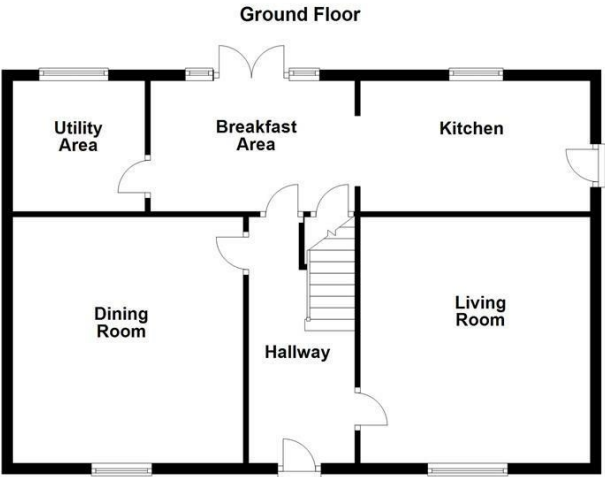 Ground Floor
Utility
Area
Breakfast
Area
Kitchen
Dining
Room
Living
Room
Hallway